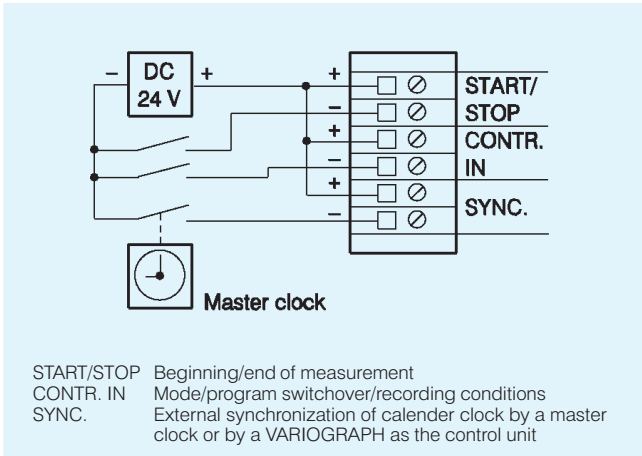 – DC +
24 V
+ START/
– STOP
+ CONTR.
– IN
+
– SYNC.
Master clock
START/STOP Beginning/end of measurement
CONTR. IN Mode/program switchover/recording conditions
SYNC. External synchronization of calender clock by a master
clock or by a VARIOGRAPH as the control unit